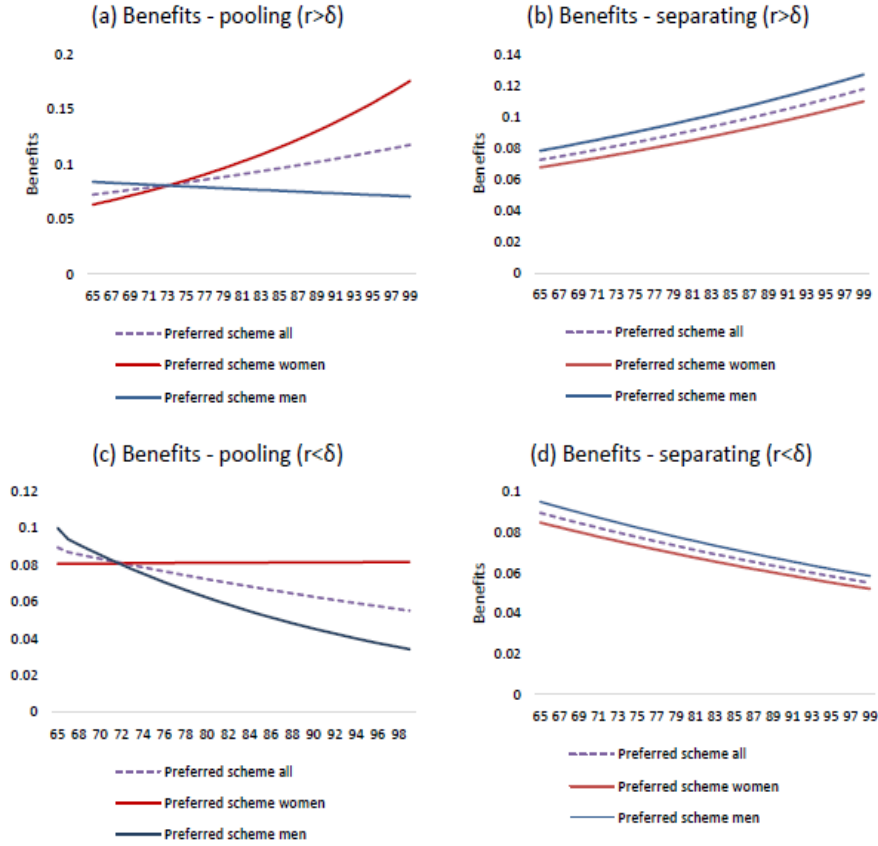 (a) Benefits - pooling (r>δ)
0.2
0.15
0.1
0.05
0
Benefits
65 67 69 71 73 75 77 79 81 83 85 87 89 91 93 95 97 99
Preferred scheme all
Preferred scheme women
Preferred scheme men
(b) Benefits - separating (r>δ)
0.14
0.12
0.1
0.08
0.06
0.04
0.02
0
Benefits
65 67 69 71 73 75 77 79 81 83 85 87 89 91 93 95 97 99
Preferred scheme all
Preferred scheme women
Preferred scheme men
(c) Benefits - pooling (r<δ)
0.12
0.1
0.08
0.06
0.04
0.02
0
65 68 70 72 74 76 78 80 82 84 86 88 90 92 94 96 98
Preferred scheme all
Preferred scheme women
Preferred scheme men
(d) Benefits - separating (r<δ)
0.1
0.08
0.06
0.04
0.02
0
Benefits
65 67 69 71 73 75 77 79 81 83 85 87 89 91 93 95 97 99
Preferred scheme all
Preferred scheme women
Preferred scheme men